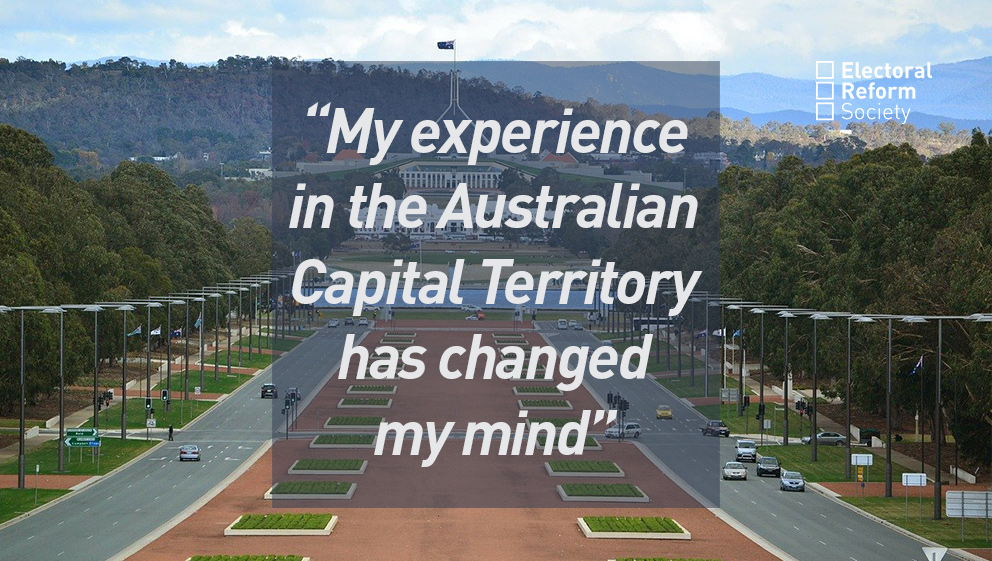 “My experience
in the Australian
Capital Territory
has changed
my mind”
Electoral
Reform
Society